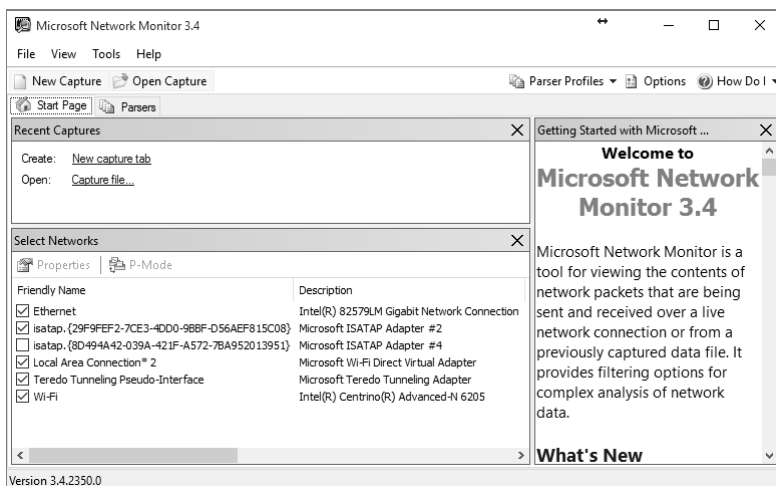 Microsoft Network Monitor 3.4
File View Tools Help
New Capture Open Capture Parser Profiles Options How Do I
Start Page Parsers
Recent Captures
Create: New capture tab
Open: Capture file...
Select Networks
Properties P-Mode
Friendly Name Description
Ethernet Intel(R) 82579LM Gigabit Network Connection
isatap.{29F9FEF2-7CE3-4DD0-9BBF-D56AEF815C08} Microsoft ISATAP Adapter #2
isatap.{8D494A42-039A-421F-A572-7BA952013951} Microsoft ISATAP Adapter #4
Local Area Connection* 2 Microsoft Wi-Fi Direct Virtual Adapter
Teredo Tunneling Pseudo-Interface Microsoft Teredo Tunneling Adapter
Wi-Fi Intel(R) Centrino(R) Advanced-N 6205
Getting Started with Microsoft ...
Welcome to
Microsoft Network
Monitor 3.4
Microsoft Network Monitor is a
tool for viewing the contents of
network packets that are being
sent and received over a live
network connection or from a
previously captured data file. It
provides filtering options for
complex analysis of network
data.
What's New
Version 3.4.2350.0